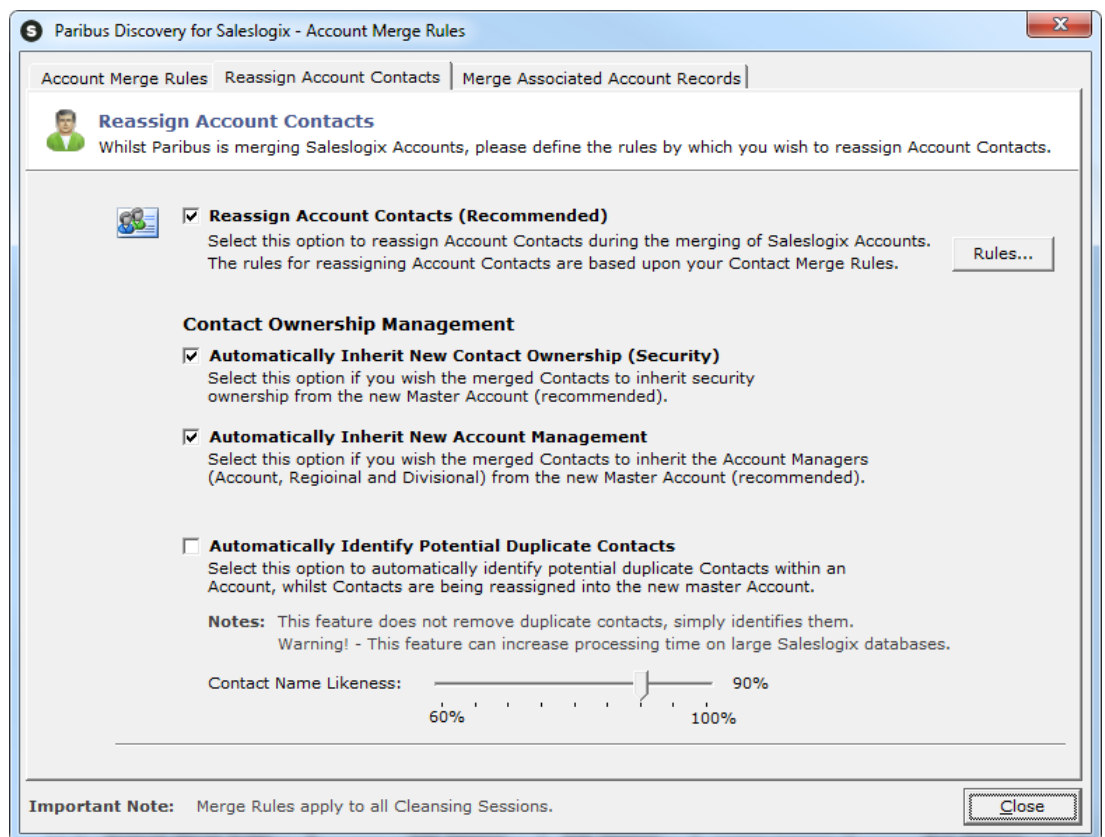 S Paribus Discovery for Saleslogix - Account Merge Rules
Account Merge Rules Reassign Account Contacts Merge Associated Account Records
Reassign Account Contacts
Whilst Paribus is merging Saleslogix Accounts, please define the rules by which you wish to reassign Account Contacts.
Reassign Account Contacts (Recommended)
Select this option to reassign Account Contacts during the merging of Saleslogix Accounts.
The rules for reassigning Account Contacts are based upon your Contact Merge Rules.
Rules...
Contact Ownership Management
Automatically Inherit New Contact Ownership (Security)
Select this option if you wish the merged Contacts to inherit security
ownership from the new Master Account (recommended).
Automatically Inherit New Account Management
Select this option if you wish the merged Contacts to inherit the Account Managers
(Account, Regioinal and Divisional) from the new Master Account (recommended).
Automatically Identify Potential Duplicate Contacts
Select this option to automatically identify potential duplicate Contacts within an
Account, whilst Contacts are being reassigned into the new master Account.
Notes: This feature does not remove duplicate contacts, simply identifies them.
Warning! - This feature can increase processing time on large Saleslogix databases.
Contact Name Likeness: 90%
60% 100%
Important Note: Merge Rules apply to all Cleansing Sessions.
Close